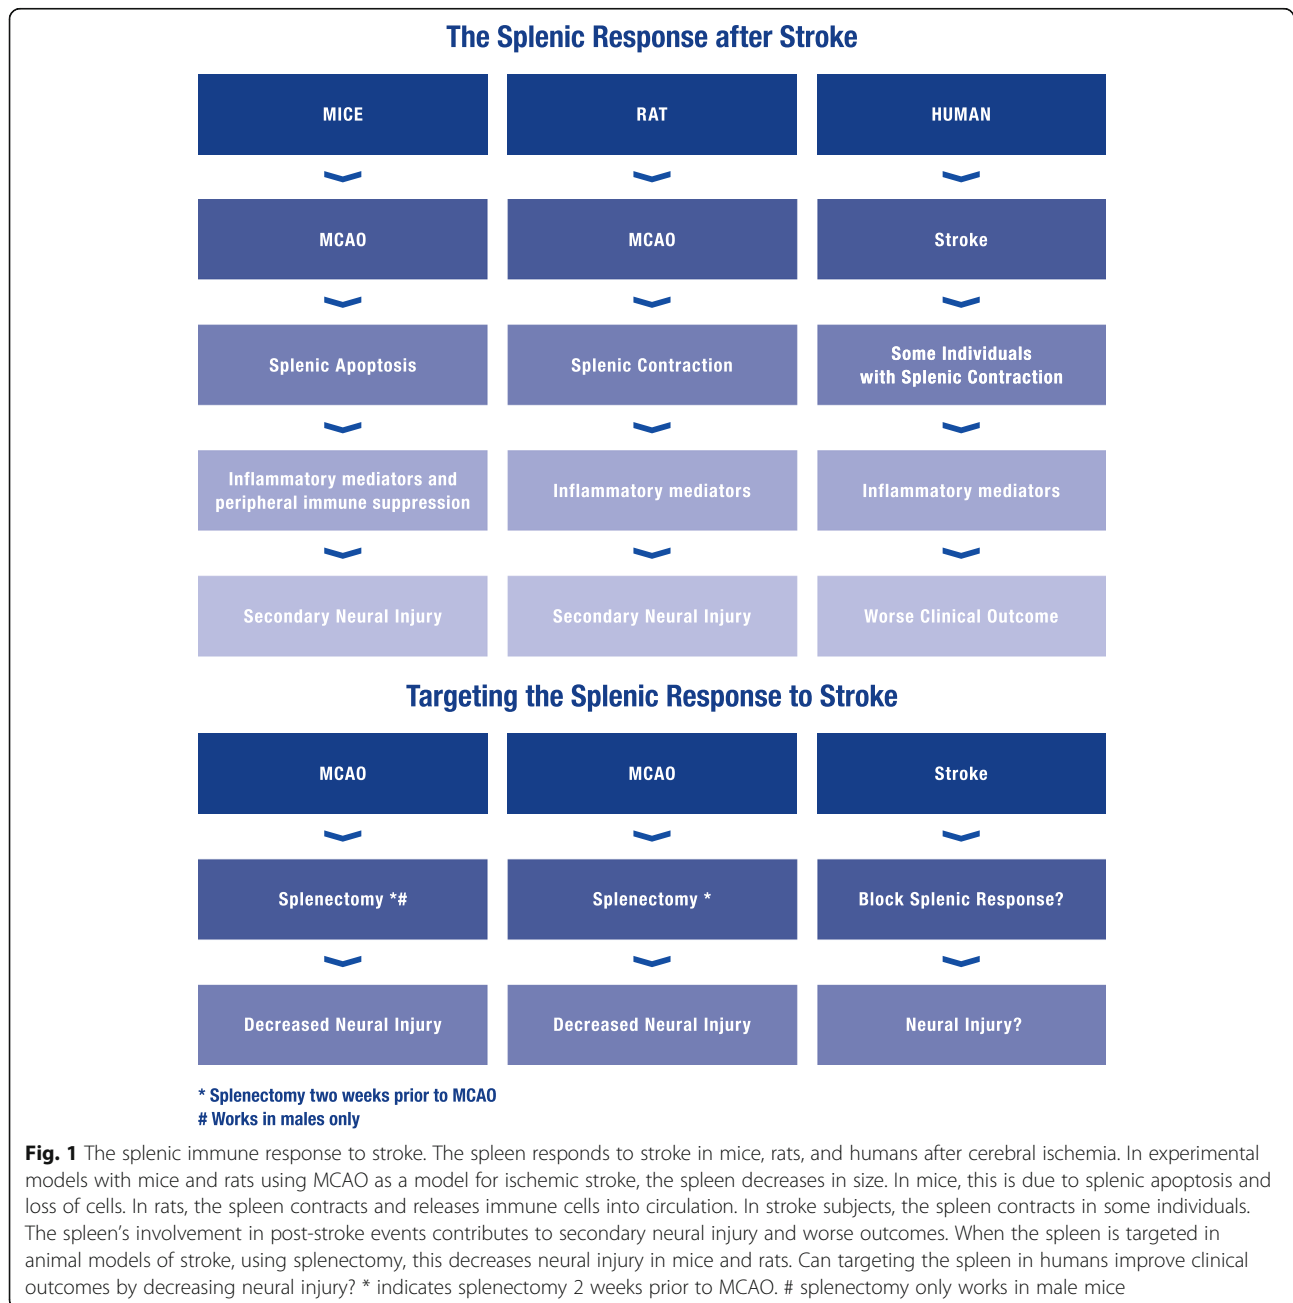 The Splenic Response after Stroke
MICE
RAT
HUMAN
MCAO
MCAO
Stroke
Splenic Apoptosis
Splenic Contraction
Some Individuals
with Splenic Contraction
Inflammatory mediators and
peripheral immune suppression
Inflammatory mediators
Inflammatory mediators
Secondary Neural Injury
Secondary Neural Injury
Worse Clinical Outcome
Targeting the Splenic Response to Stroke
MCAO
MCAO
Stroke
Splenectomy *#
Splenectomy *
Block Splenic Response?
Decreased Neural Injury
Decreased Neural Injury
Neural Injury?
* Splenectomy two weeks prior to MCAO
# Works in males only
Fig. 1 The splenic immune response to stroke. The spleen responds to stroke in mice, rats, and humans after cerebral ischemia. In experimental
models with mice and rats using MCAO as a model for ischemic stroke, the spleen decreases in size. In mice, this is due to splenic apoptosis and
loss of cells. In rats, the spleen contracts and releases immune cells into circulation. In stroke subjects, the spleen contracts in some individuals.
The spleen's involvement in post-stroke events contributes to secondary neural injury and worse outcomes. When the spleen is targeted in
animal models of stroke, using splenectomy, this decreases neural injury in mice and rats. Can targeting the spleen in humans improve clinical
outcomes by decreasing neural injury? * indicates splenectomy 2 weeks prior to MCAO. # splenectomy only works in male mice